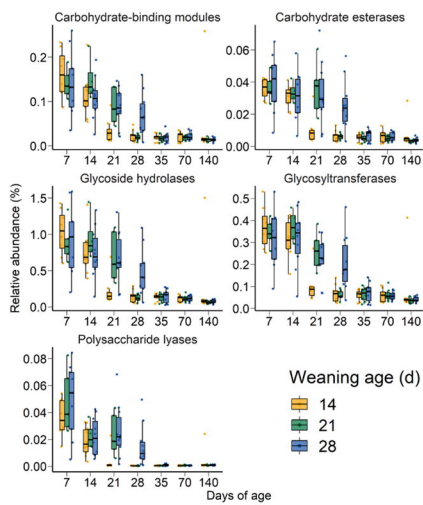 Carbohydrate-binding modules
Carbohydrate esterases
0.2
0.1
0.0
7 14 21 28 35 70 140
0.06
0.04
0.02
0.00
7 14 21 28 35 70 140
Glycoside hydrolases
Glycosyltransferases
Relative abundance (%)
1.5
1.0
0.5
0.0
7 14 21 28 35 70 140
0.5
0.4
0.3
0.2
0.1
0.0
7 14 21 28 35 70 140
Polysaccharide lyases
0.08
0.06
0.04
0.02
0.00
7 14 21 28 35 70 140
Days of age
Weaning age (d)
14
21
28